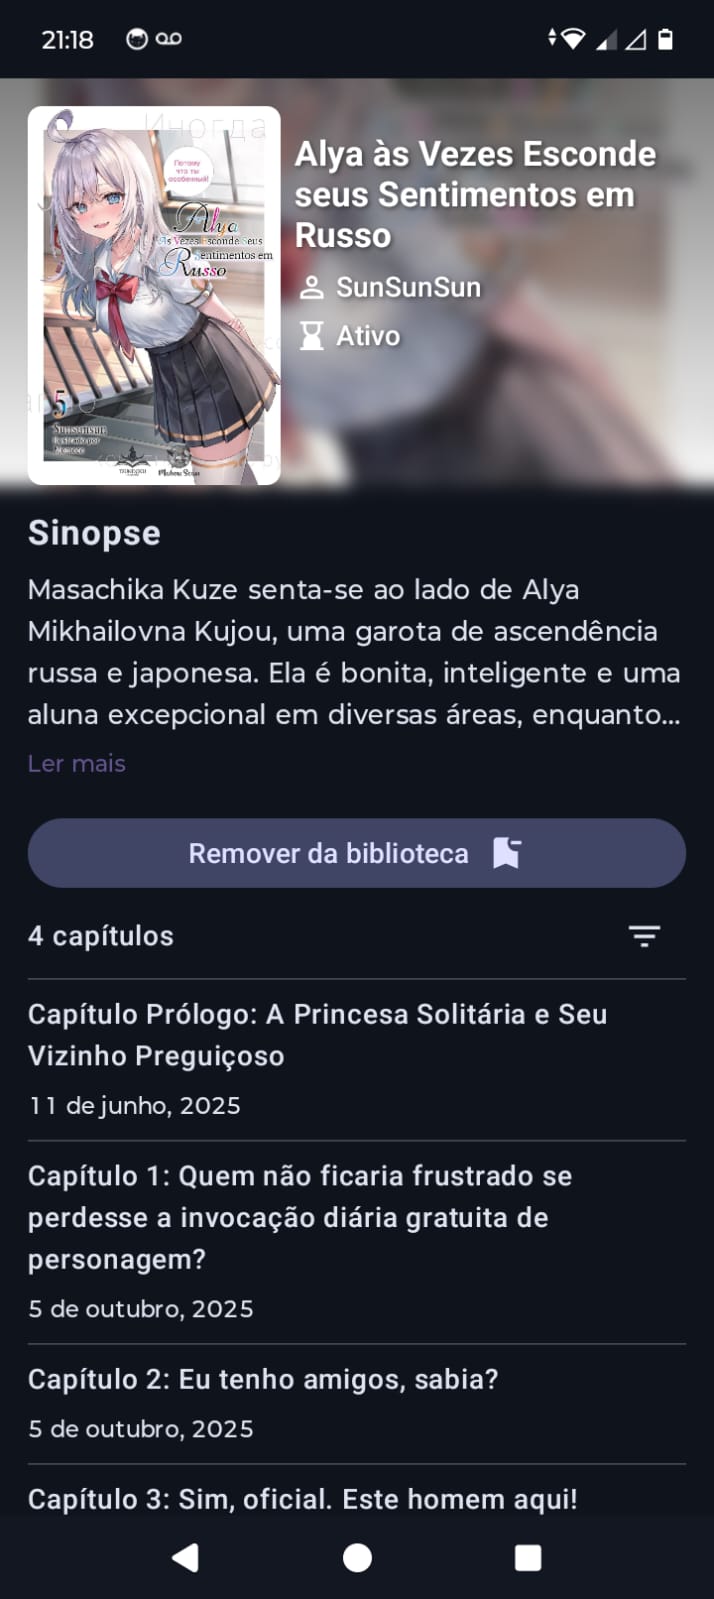 21:18
Иногда
Потому
что ты
особенный!
Alya
Às Vezes Esconde Seus
Sentimentos em
Russo
5
Sunsunsun
Alya às Vezes Esconde
seus Sentimentos em
Russo
SunSunSun
Ativo
Sinopse
Masachika Kuze senta-se ao lado de Alya
Mikhailovna Kujou, uma garota de ascendência
russa e japonesa. Ela é bonita, inteligente e uma
aluna excepcional em diversas áreas, enquanto...
Ler mais
Remover da biblioteca
4 capítulos
Capítulo Prólogo: A Princesa Solitária e Seu
Vizinho Preguiçoso
11 de junho, 2025
Capítulo 1: Quem não ficaria frustrado se
perdesse a invocação diária gratuita de
personagem?
5 de outubro, 2025
Capítulo 2: Eu tenho amigos, sabia?
5 de outubro, 2025
Capítulo 3: Sim, oficial. Este homem aqui!